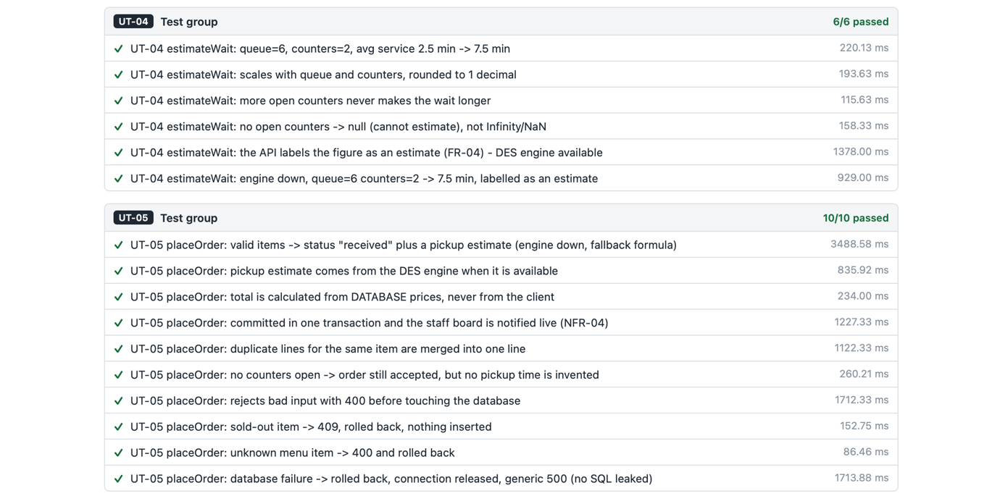 UT-04 Test group 6/6 passed
UT-04 estimateWait: queue=6, counters=2, avg service 2.5 min -> 7.5 min 220.13 ms
UT-04 estimateWait: scales with queue and counters, rounded to 1 decimal 193.63 ms
UT-04 estimateWait: more open counters never makes the wait longer 115.63 ms
UT-04 estimateWait: no open counters -> null (cannot estimate), not Infinity/NaN 158.33 ms
UT-04 estimateWait: the API labels the figure as an estimate (FR-04) - DES engine available 1378.00 ms
UT-04 estimateWait: engine down, queue=6 counters=2 -> 7.5 min, labelled as an estimate 929.00 ms
UT-05 Test group 10/10 passed
UT-05 placeOrder: valid items -> status "received" plus a pickup estimate (engine down, fallback formula) 3488.58 ms
UT-05 placeOrder: pickup estimate comes from the DES engine when it is available 835.92 ms
UT-05 placeOrder: total is calculated from DATABASE prices, never from the client 234.00 ms
UT-05 placeOrder: committed in one transaction and the staff board is notified live (NFR-04) 1227.33 ms
UT-05 placeOrder: duplicate lines for the same item are merged into one line 1122.33 ms
UT-05 placeOrder: no counters open -> order still accepted, but no pickup time is invented 260.21 ms
UT-05 placeOrder: rejects bad input with 400 before touching the database 1712.33 ms
UT-05 placeOrder: sold-out item -> 409, rolled back, nothing inserted 152.75 ms
UT-05 placeOrder: unknown menu item -> 400 and rolled back 86.46 ms
UT-05 placeOrder: database failure -> rolled back, connection released, generic 500 (no SQL leaked) 1713.88 ms